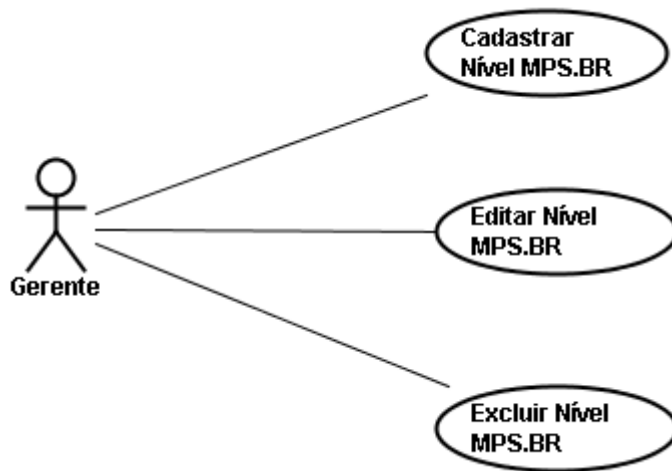 Cadastrar
Nível MPS.BR
Editar Nível
MPS.BR
Gerente
Excluir Nível
MPS.BR